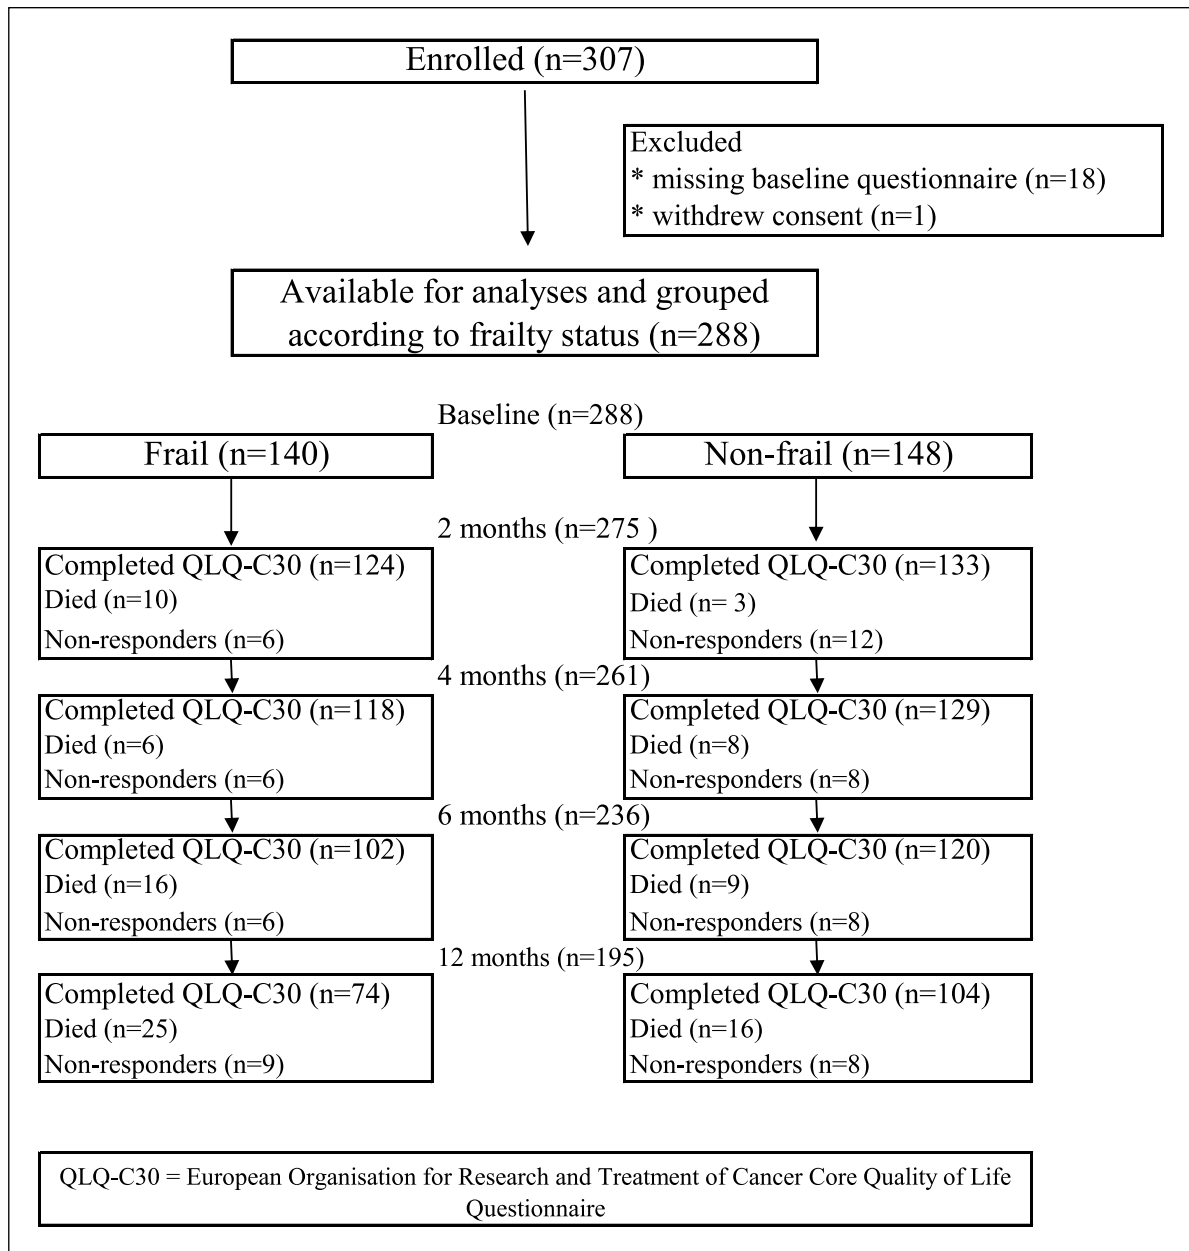 Enrolled (n=307)
Excluded
* missing baseline questionnaire (n=18)
* withdrew consent (n=1)
Available for analyses and grouped
according to frailty status (n=288)
Baseline (n=288)
Frail (n=140)
Non-frail (n=148)
2 months (n=275 )
Completed QLQ-C30 (n=124)
Died (n=10)
Non-responders (n=6)
Completed QLQ-C30 (n=133)
Died (n= 3)
Non-responders (n=12)
4 months (n=261)
Completed QLQ-C30 (n=118)
Died (n=6)
Non-responders (n=6)
Completed QLQ-C30 (n=129)
Died (n=8)
Non-responders (n=8)
6 months (n=236)
Completed QLQ-C30 (n=102)
Died (n=16)
Non-responders (n=6)
Completed QLQ-C30 (n=120)
Died (n=9)
Non-responders (n=8)
12 months (n=195)
Completed QLQ-C30 (n=74)
Died (n=25)
Non-responders (n=9)
Completed QLQ-C30 (n=104)
Died (n=16)
Non-responders (n=8)
QLQ-C30 = European Organisation for Research and Treatment of Cancer Core Quality of Life
Questionnaire